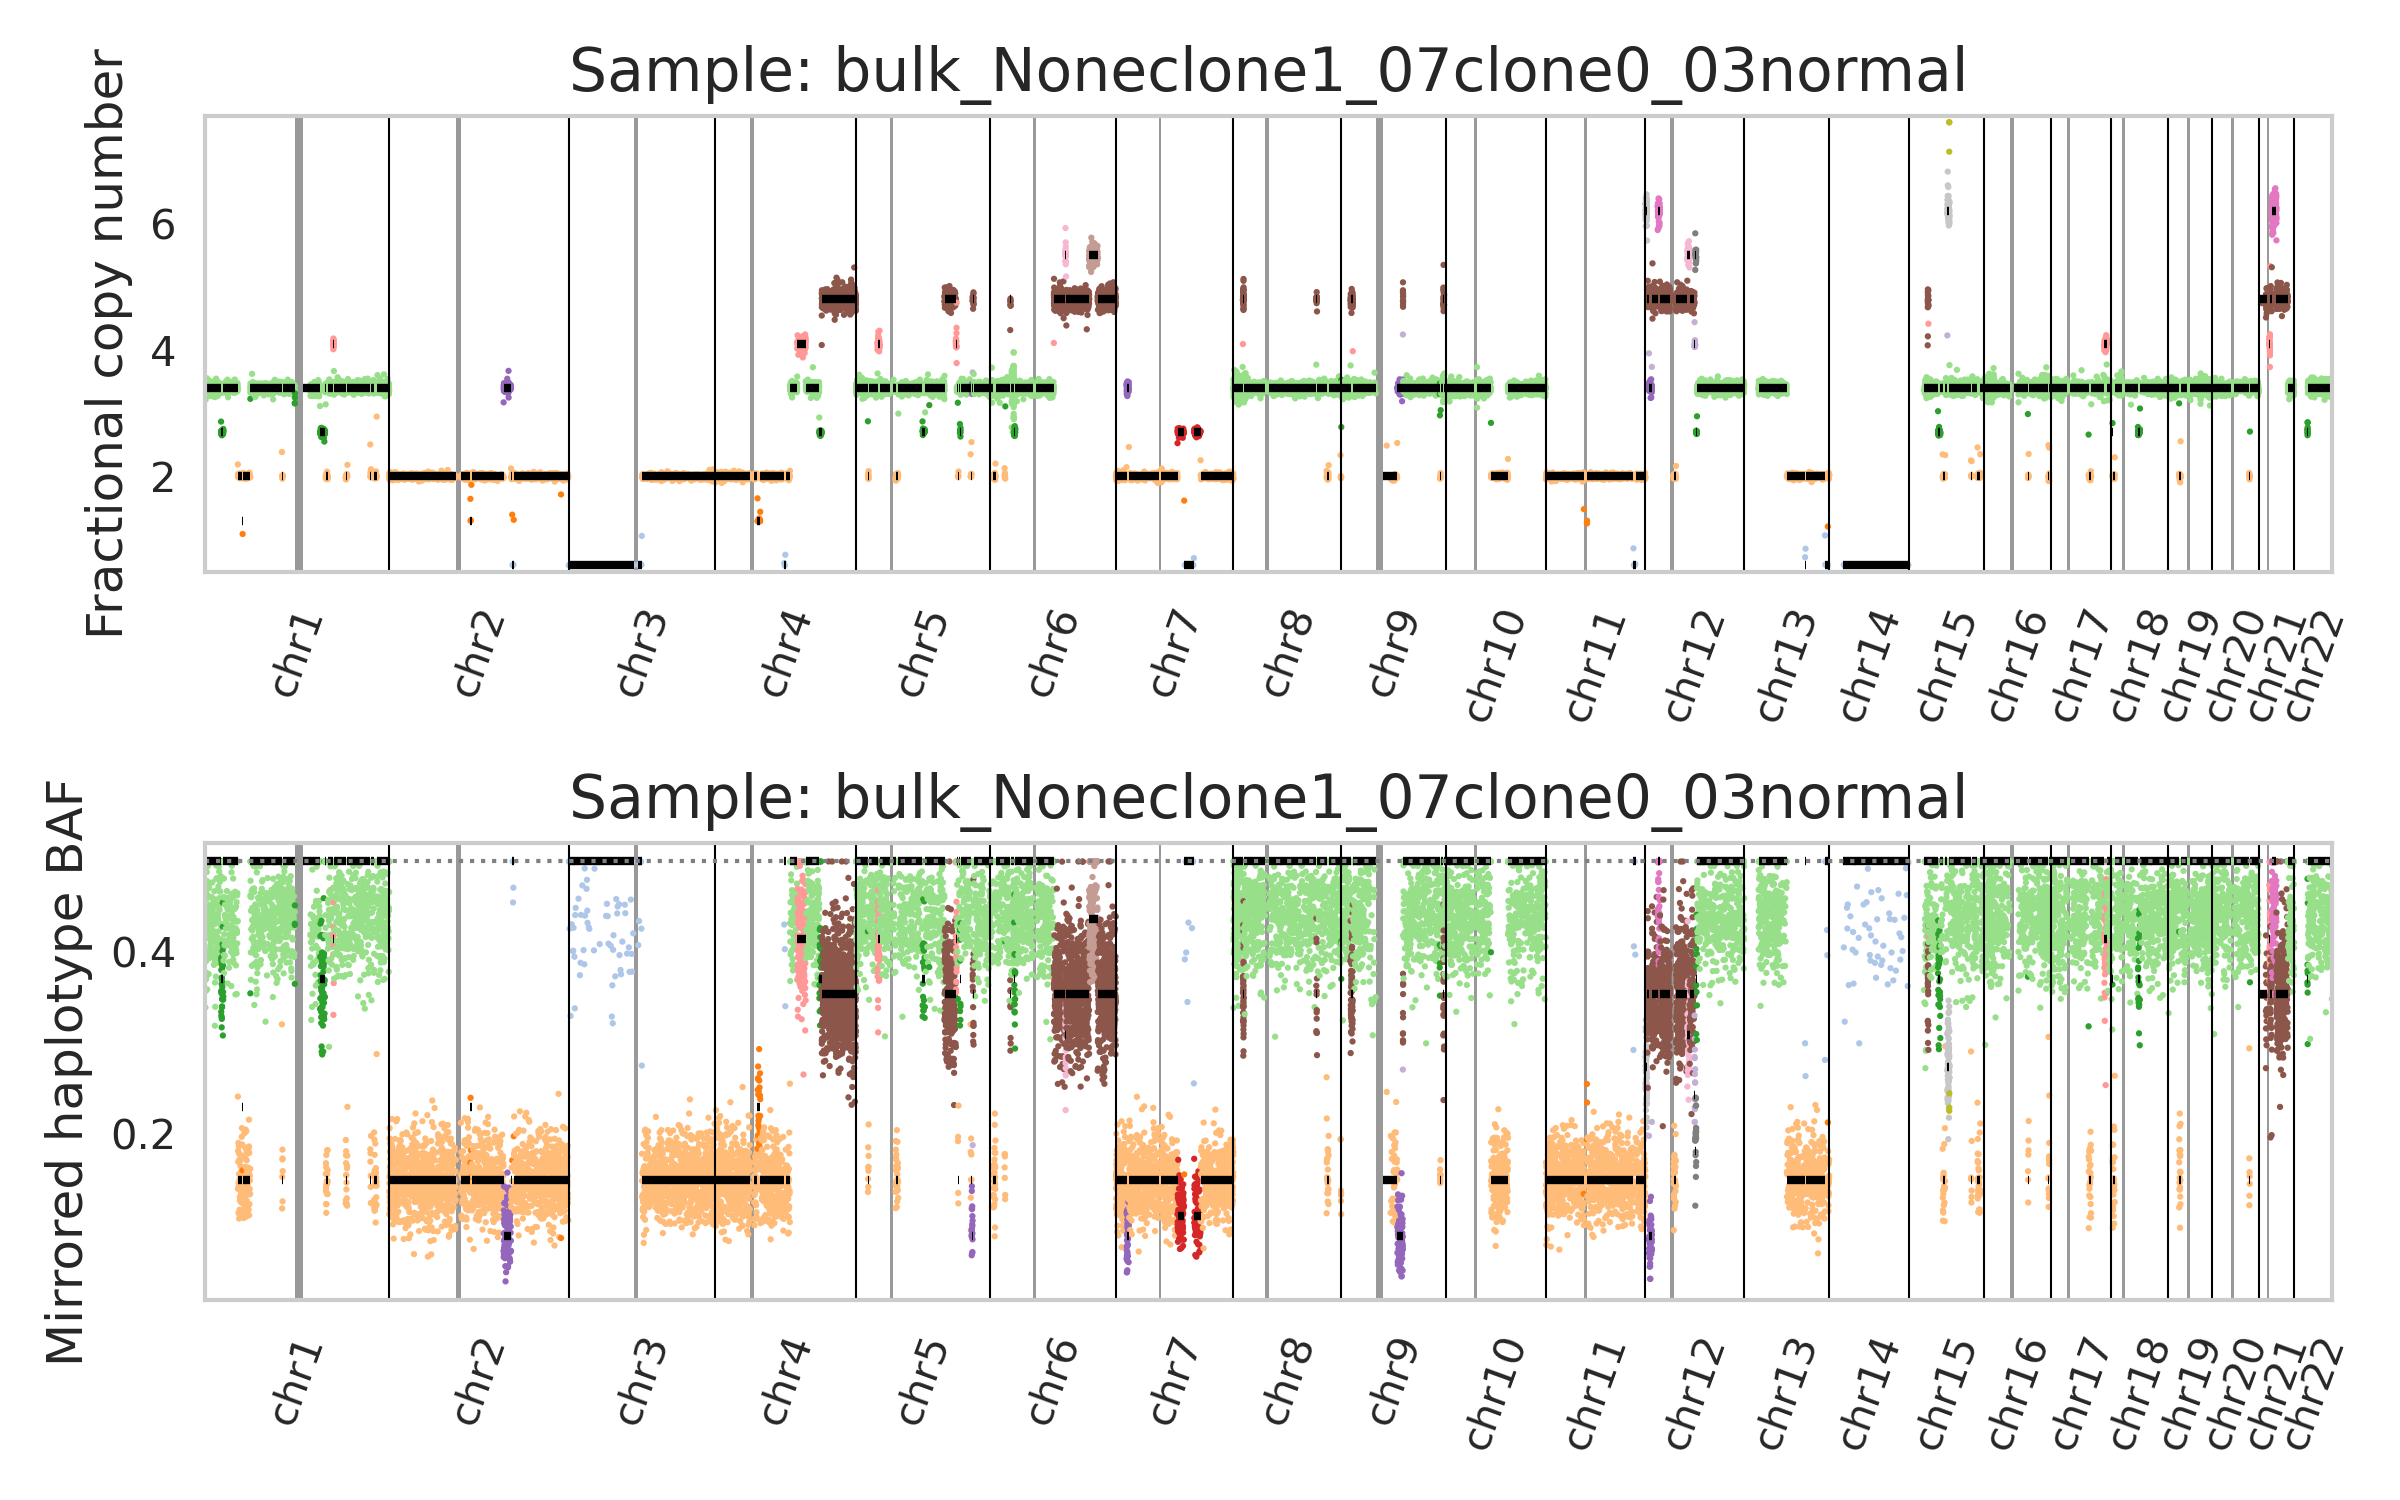 Sample: bulk_Noneclone1_07clone0_03normal
Fractional copy number
6
4
2
chr1 chr2 chr3 chr4 chr5 chr6 chr7 chr8 chr9 chr10 chr11 chr12 chr13 chr14 chr15 chr16 chr17 chr18 chr19 chr20 chr21 chr22
Sample: bulk_Noneclone1_07clone0_03normal
Mirrored haplotype BAF
0.4
0.2
chr1 chr2 chr3 chr4 chr5 chr6 chr7 chr8 chr9 chr10 chr11 chr12 chr13 chr14 chr15 chr16 chr17 chr18 chr19 chr20 chr21 chr22